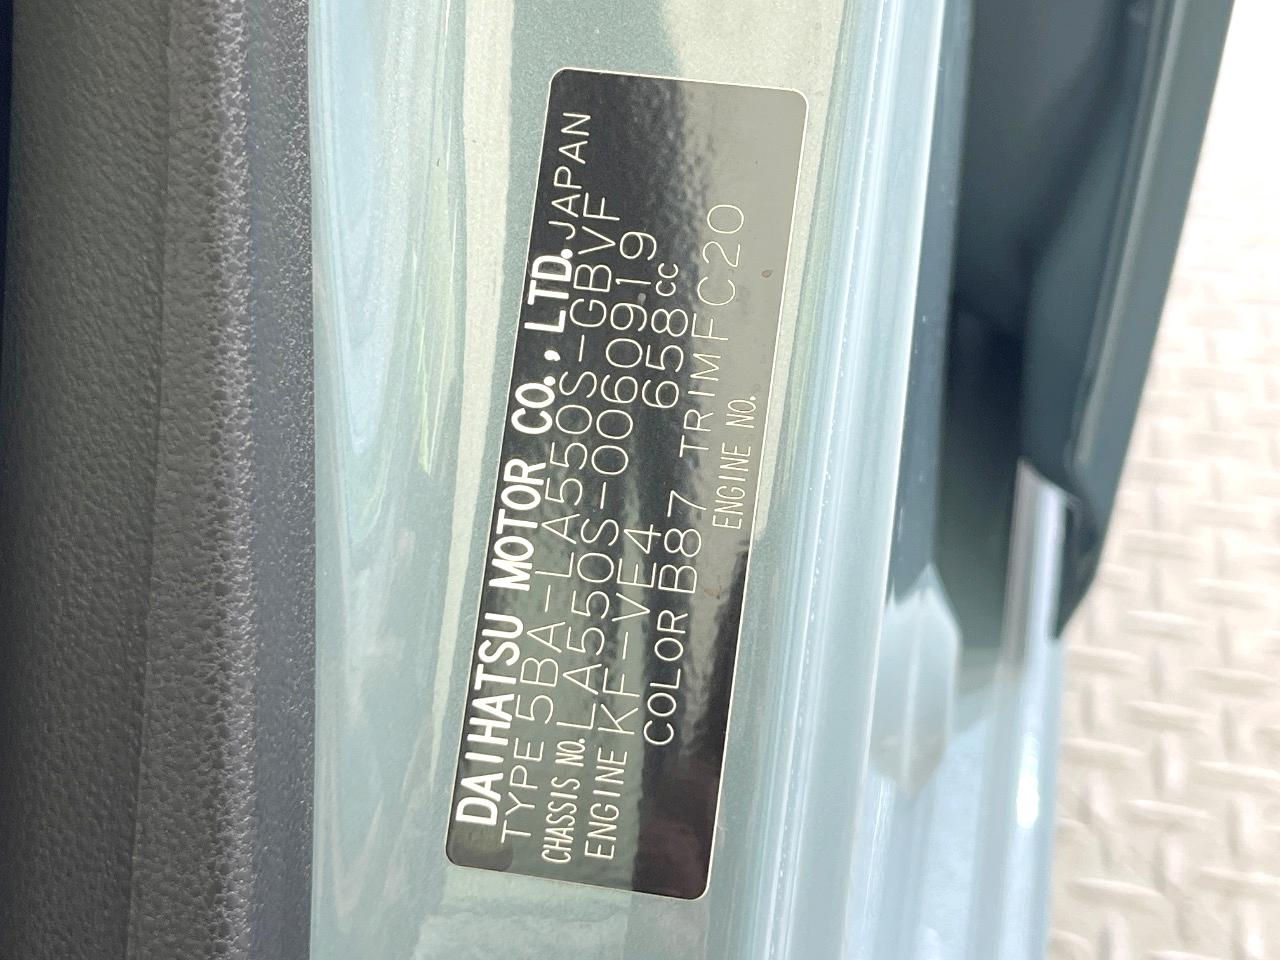 DAIHATSU MOTOR CO., LTD. JAPAN
TYPE 5BA-LA550S-GBVF
CHASSIS NO. LA550S-0060919
ENGINE KF-VE4 658cc
COLOR B87 TRIM FC20
ENGINE NO.